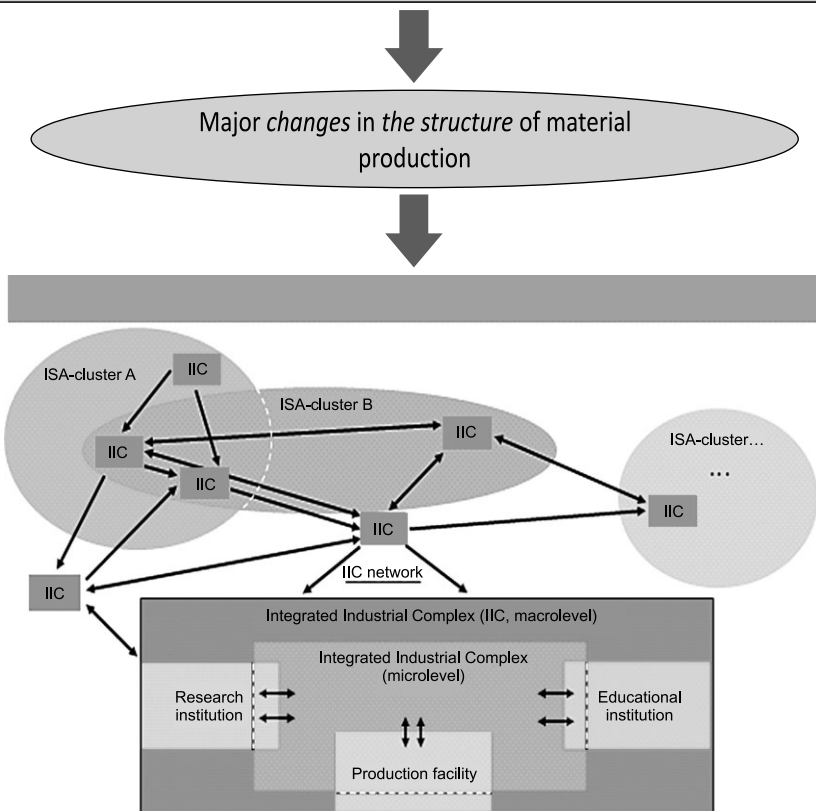 Major changes in the structure of material
production
ISA-cluster A
IIC
ISA-cluster B
IIC
IIC
IIC
ISA-cluster…
...
IIC
IIC
IIC
IIC network
Integrated Industrial Complex (IIC, macrolevel)
Integrated Industrial Complex
(microlevel)
Research
institution
Educational
institution
Production facility